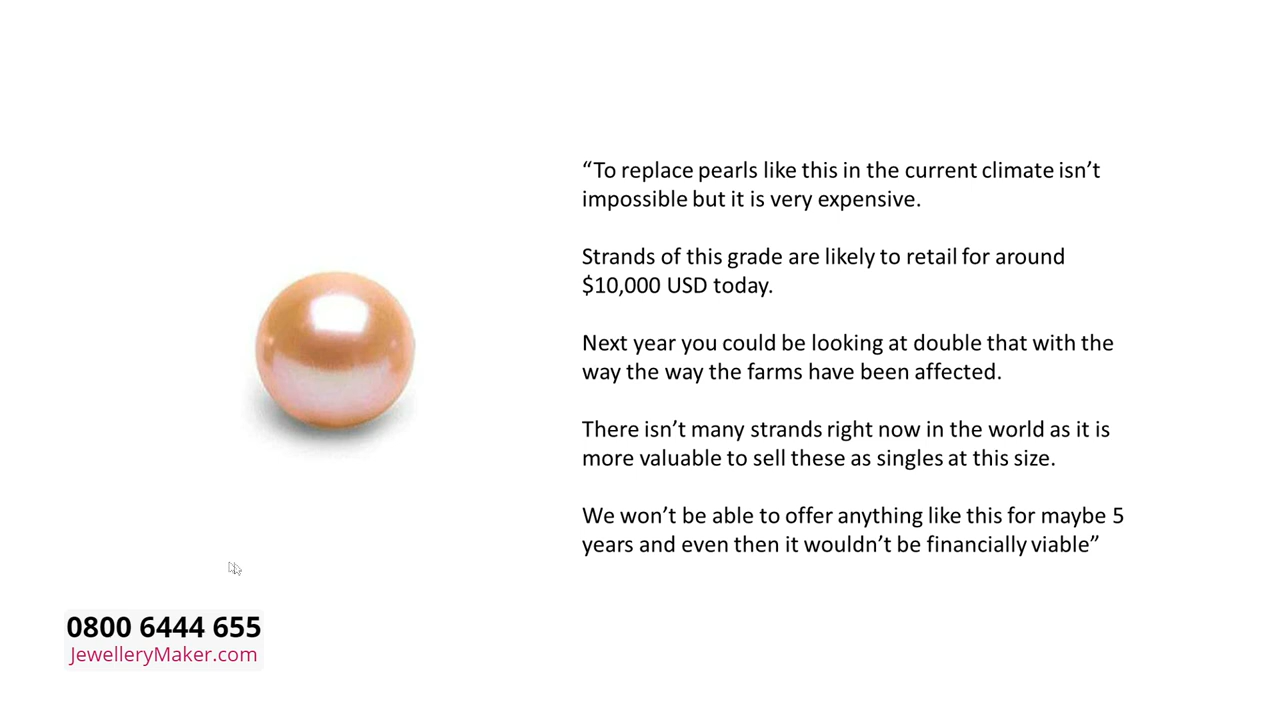 “To replace pearls like this in the current climate isn’t
impossible but it is very expensive.
Strands of this grade are likely to retail for around
$10,000 USD today.
Next year you could be looking at double that with the
way the way the farms have been affected.
There isn’t many strands right now in the world as it is
more valuable to sell these as singles at this size.
We won’t be able to offer anything like this for maybe 5
years and even then it wouldn’t be financially viable”
0800 6444 655
JewelleryMaker.com